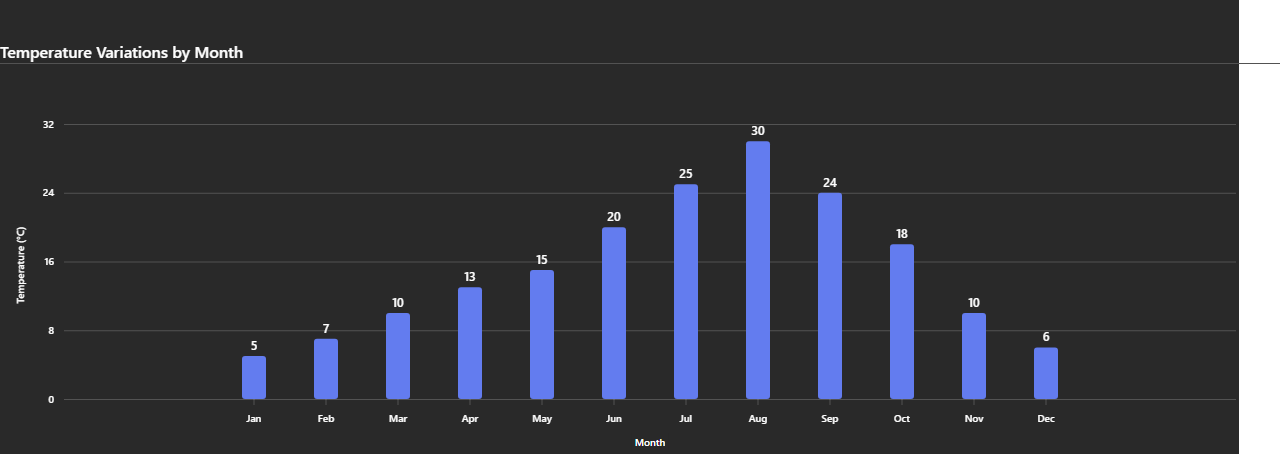 Temperature Variations by Month
32
24
16
8
0
Temperature (°C)
5
7
10
13
15
20
25
30
24
18
10
6
Jan
Feb
Mar
Apr
May
Jun
Jul
Aug
Sep
Oct
Nov
Dec
Month